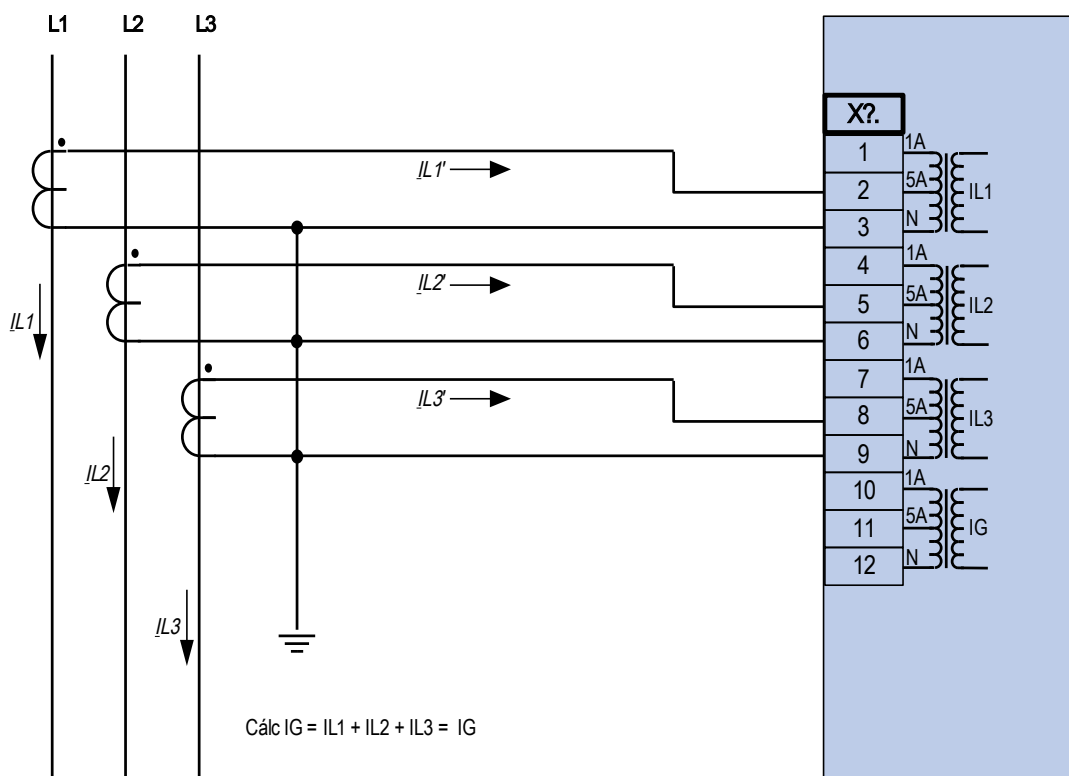 L1 L2 L3
X?.
1 1A
IL1'
2 5A IL1
3 N
4 1A
IL2'
5 5A IL2
IL1
6 N
7 1A
IL3'
8 5A IL3
9 N
IL2
10 1A
11 5A IG
12 N
IL3
Cálc IG = IL1 + IL2 + IL3 = IG